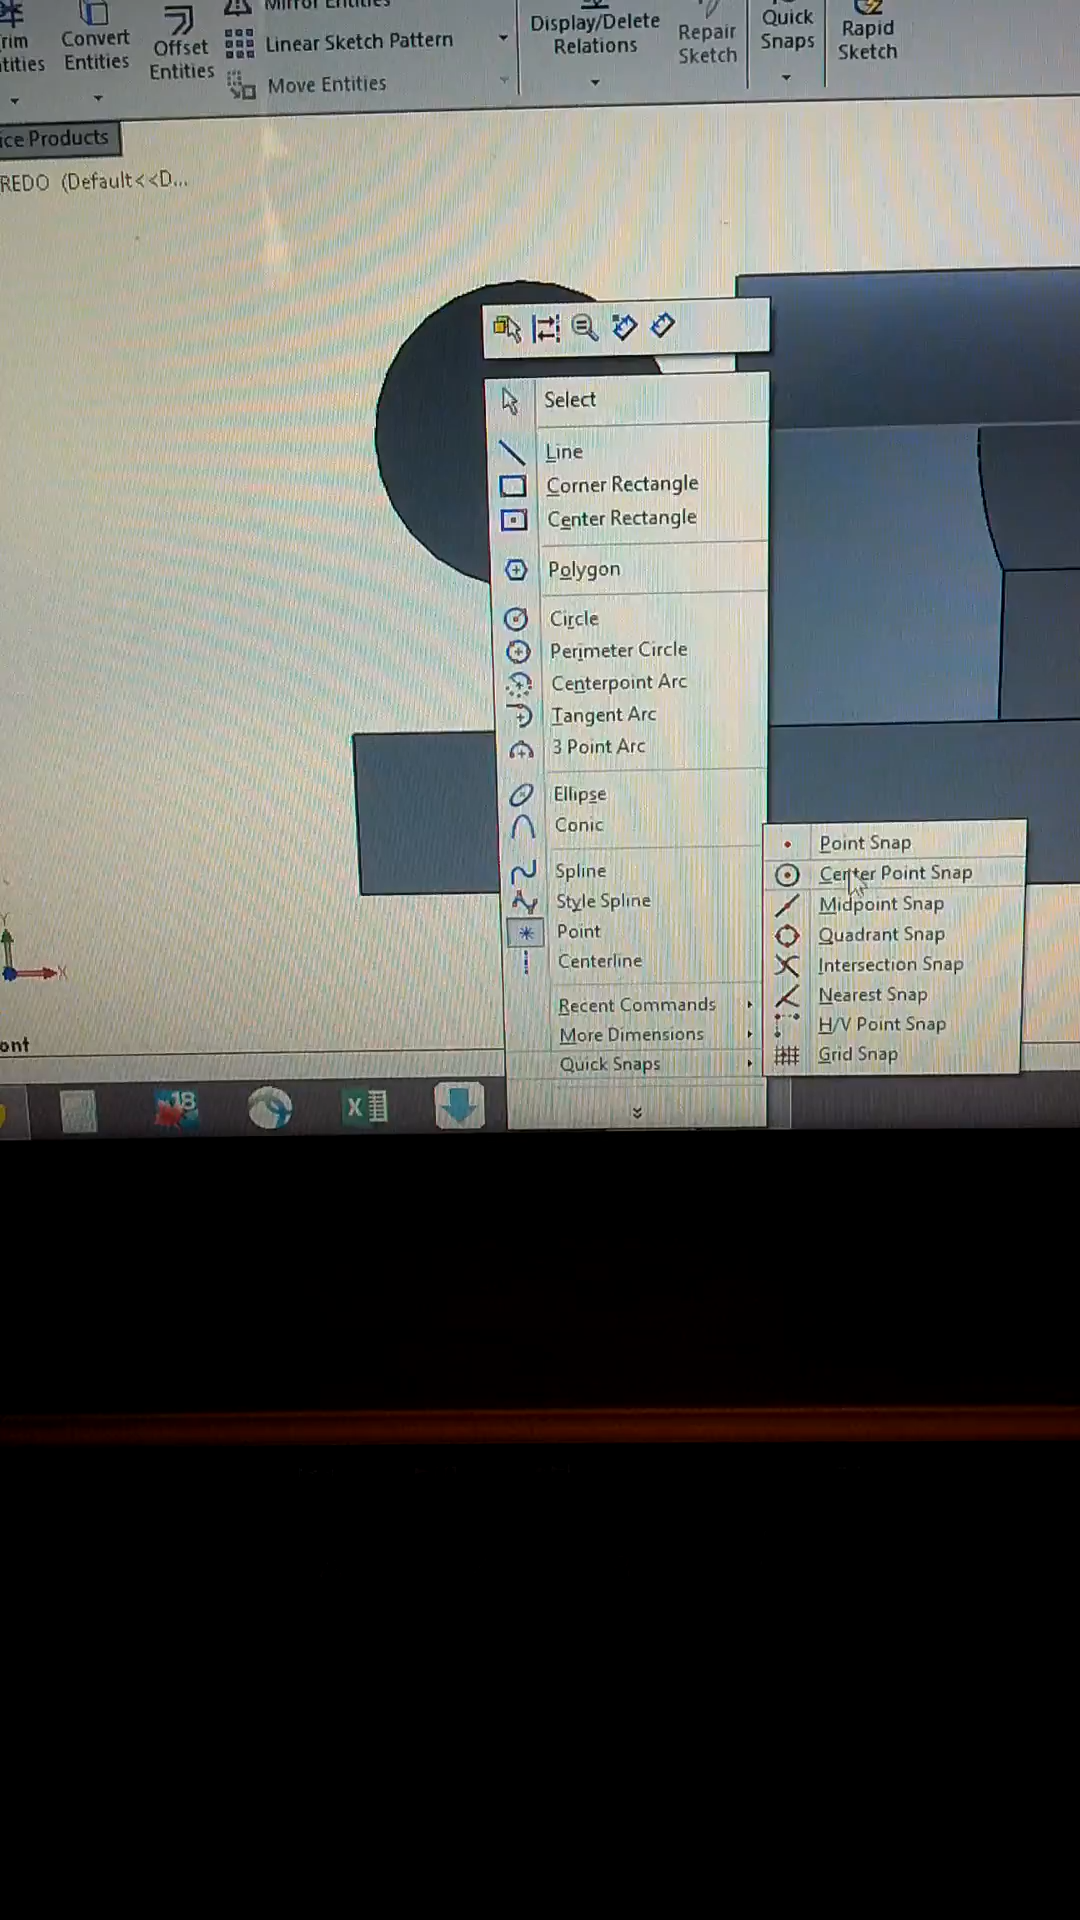 Mirror Entities
rim
tities
Convert
Entities
Offset
Entities
Linear Sketch Pattern
Move Entities
Display/Delete
Relations
Repair
Sketch
Quick
Snaps
Rapid
Sketch
ice Products
REDO (Default<<D...
Select
Line
Corner Rectangle
Center Rectangle
Polygon
Circle
Perimeter Circle
Centerpoint Arc
Tangent Arc
3 Point Arc
Ellipse
Conic
Spline
Style Spline
Point
Centerline
Recent Commands
More Dimensions
Quick Snaps
Point Snap
Center Point Snap
Midpoint Snap
Quadrant Snap
Intersection Snap
Nearest Snap
H/V Point Snap
Grid Snap
Y
X
ont
18
X